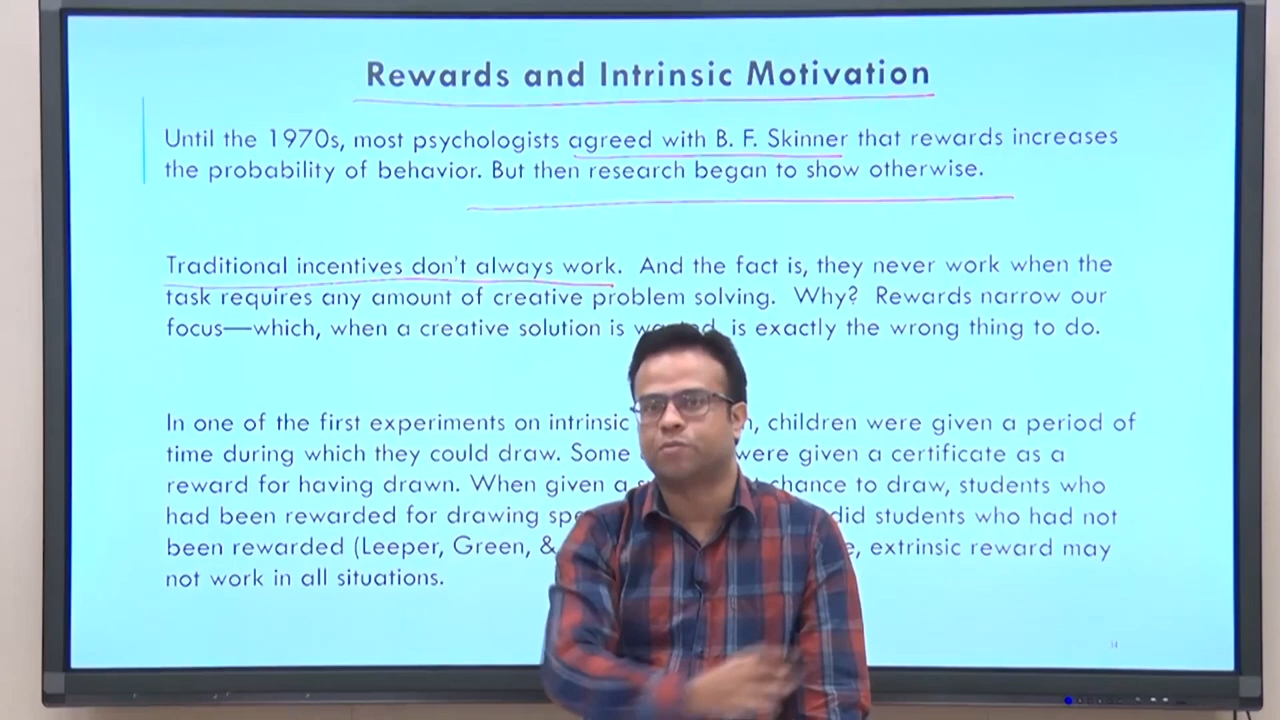 Rewards and Intrinsic Motivation
Until the 1970s, most psychologists agreed with B. F. Skinner that rewards increases
the probability of behavior. But then research began to show otherwise.
Traditional incentives don't always work. And the fact is, they never work when the
task requires any amount of creative problem solving. Why? Rewards narrow our
focus—which, when a creative solution is is exactly the wrong thing to do.
In one of the first experiments on intrinsic children were given a period of
time during which they could draw. Some were given a certificate as a
reward for having drawn. When given a chance to draw, students who
had been rewarded for drawing did students who had not
been rewarded (Leeper, Green, & extrinsic reward may
not work in all situations.
14